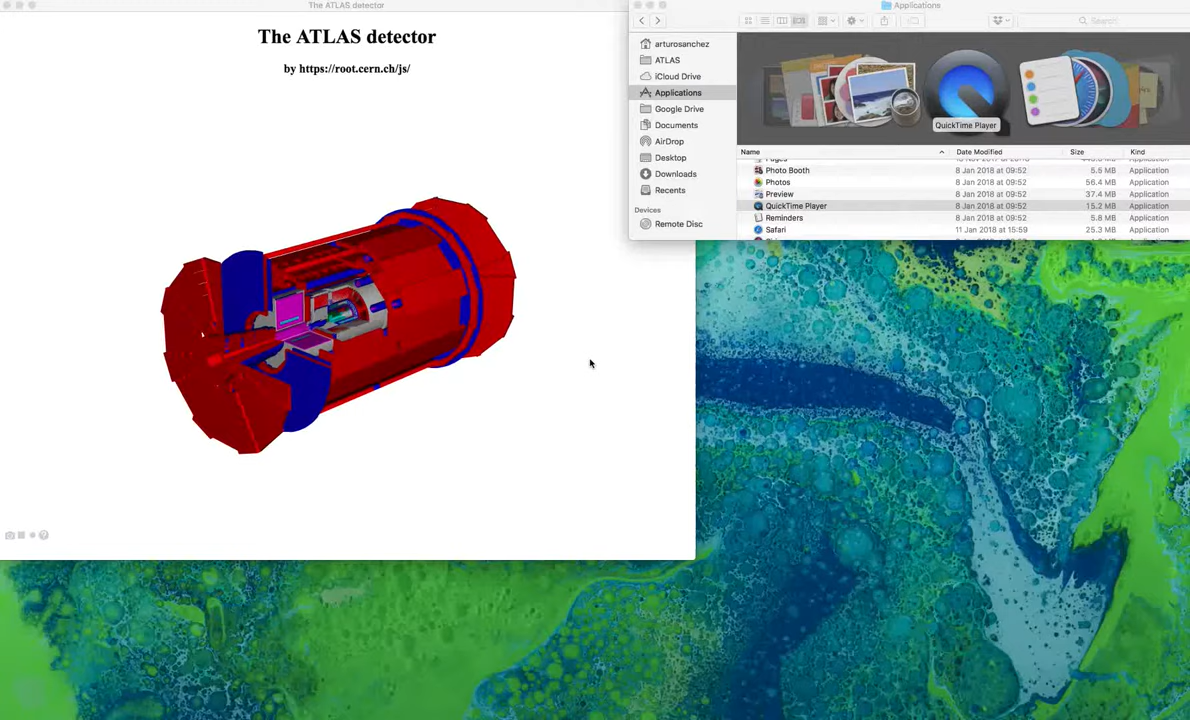 The ATLAS detector
The ATLAS detector
by https://root.cern.ch/js/
Applications
Search
arturosanchez
ATLAS
iCloud Drive
Applications
Google Drive
Documents
AirDrop
Desktop
Downloads
Recents
Devices
Remote Disc
QuickTime Player
Name Date Modified Size Kind
Photo Booth 8 Jan 2018 at 09:52 5.5 MB Application
Photos 8 Jan 2018 at 09:52 56.4 MB Application
Preview 8 Jan 2018 at 09:52 37.4 MB Application
QuickTime Player 8 Jan 2018 at 09:52 15.2 MB Application
Reminders 8 Jan 2018 at 09:52 5.8 MB Application
Safari 11 Jan 2018 at 15:59 25.3 MB Application